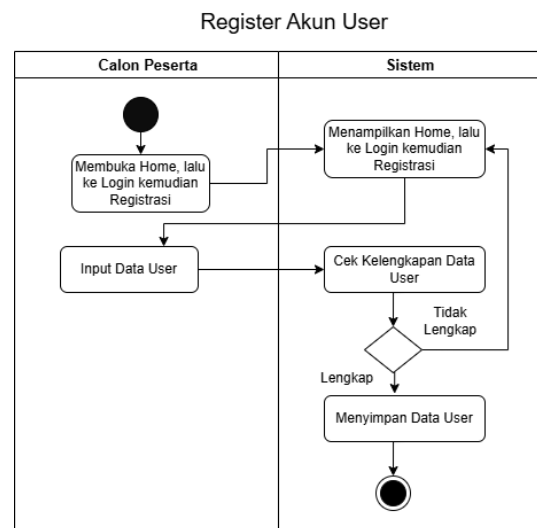 Register Akun User
Calon Peserta
Sistem
Membuka Home, lalu
ke Login kemudian
Registrasi
Menampilkan Home, lalu
ke Login kemudian
Registrasi
Input Data User
Cek Kelengkapan Data
User
Tidak
Lengkap
Lengkap
Menyimpan Data User